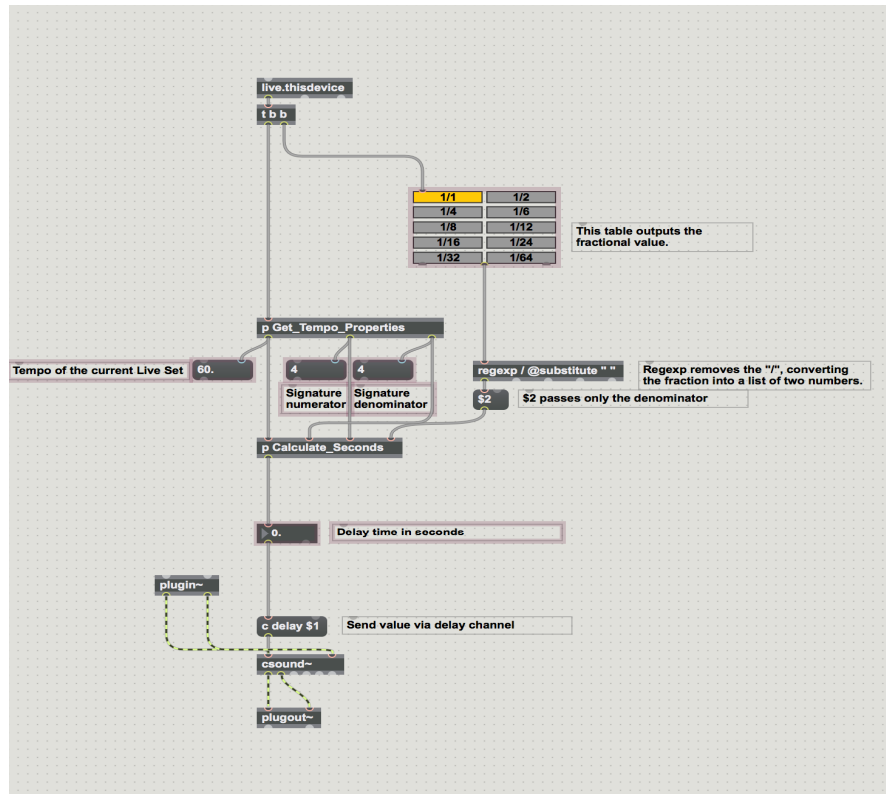 live.thisdevice
t b b
1/1 1/2
1/4 1/6
1/8 1/12
1/16 1/24
1/32 1/64
This table outputs the
fractional value.
p Get_Tempo_Properties
Tempo of the current Live Set
60.
4
4
Signature
numerator
Signature
denominator
regexp / @substitute " "
Regexp removes the "/", converting
the fraction into a list of two numbers.
$2
$2 passes only the denominator
p Calculate_Seconds
0.
Delay time in seconds
plugin~
c delay $1
Send value via delay channel
csound~
plugout~